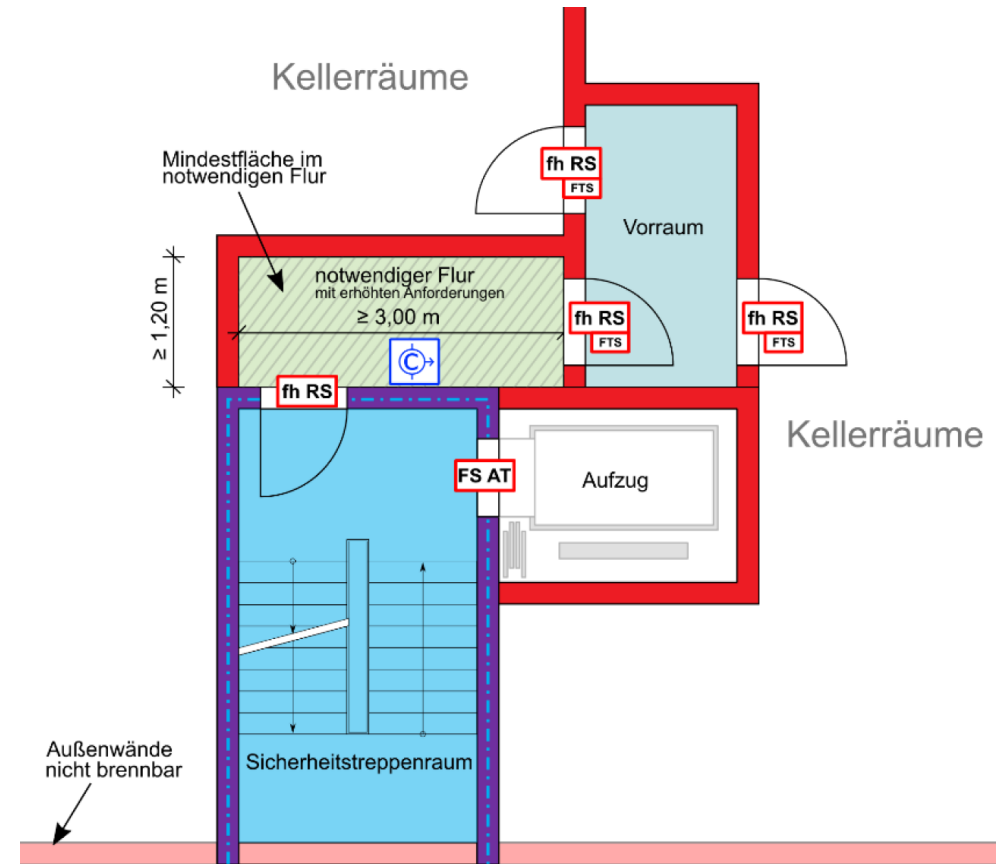 Kellerräume
fh RS
FTS
Mindestfläche im
notwendigen Flur
Vorraum
notwendiger Flur
mit erhöhten Anforderungen
≥ 3,00 m
≥ 1,20 m
fh RS
FTS
fh RS
FTS
C
fh RS
Kellerräume
FS AT
Aufzug
Außenwände
nicht brennbar
Sicherheitstreppenraum